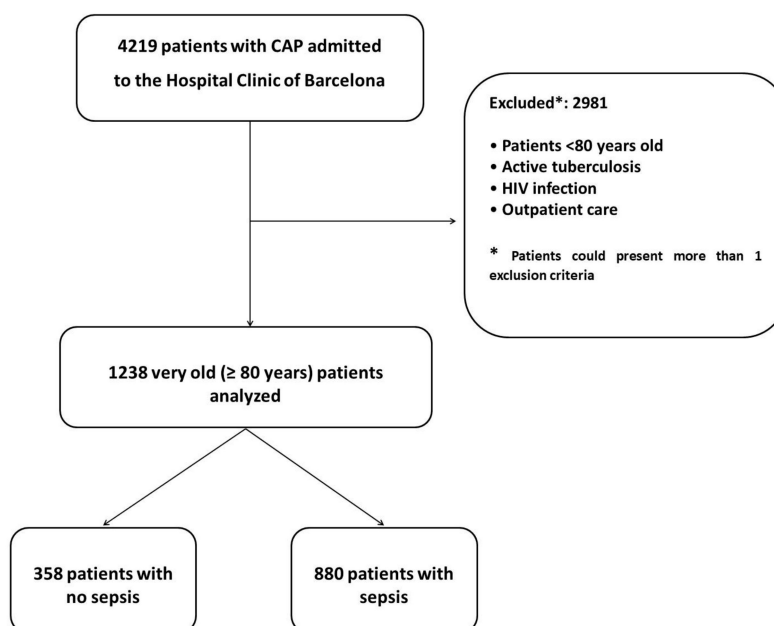 4219 patients with CAP admitted
to the Hospital Clinic of Barcelona
Excluded*: 2981
• Patients <80 years old
• Active tuberculosis
• HIV infection
• Outpatient care
* Patients could present more than 1
exclusion criteria
1238 very old (≥ 80 years) patients
analyzed
358 patients with
no sepsis
880 patients with
sepsis